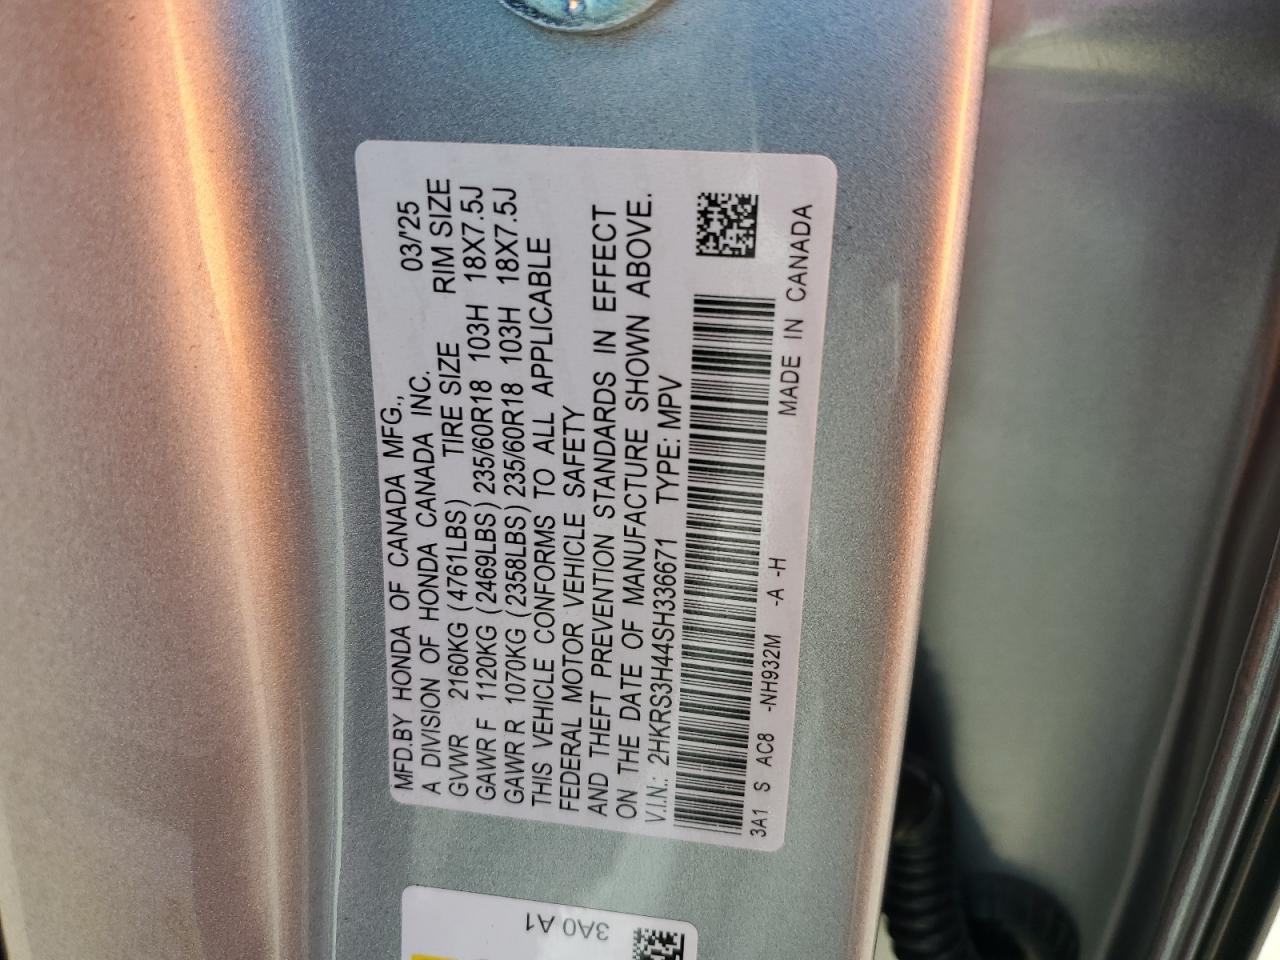 MFD.BY HONDA OF CANADA MFG., 03/'25
A DIVISION OF HONDA CANADA INC.
GVWR 2160KG (4761LBS) TIRE SIZE RIM SIZE
GAWR F 1120KG (2469LBS) 235/60R18 103H 18X7.5J
GAWR R 1070KG (2358LBS) 235/60R18 103H 18X7.5J
THIS VEHICLE CONFORMS TO ALL APPLICABLE
FEDERAL MOTOR VEHICLE SAFETY
AND THEFT PREVENTION STANDARDS IN EFFECT
ON THE DATE OF MANUFACTURE SHOWN ABOVE.
V.I.N.: 2HKRS3H44SH336671 TYPE: MPV
3A1 S AC8 -NH932M -A -H MADE IN CANADA
3A0 A1